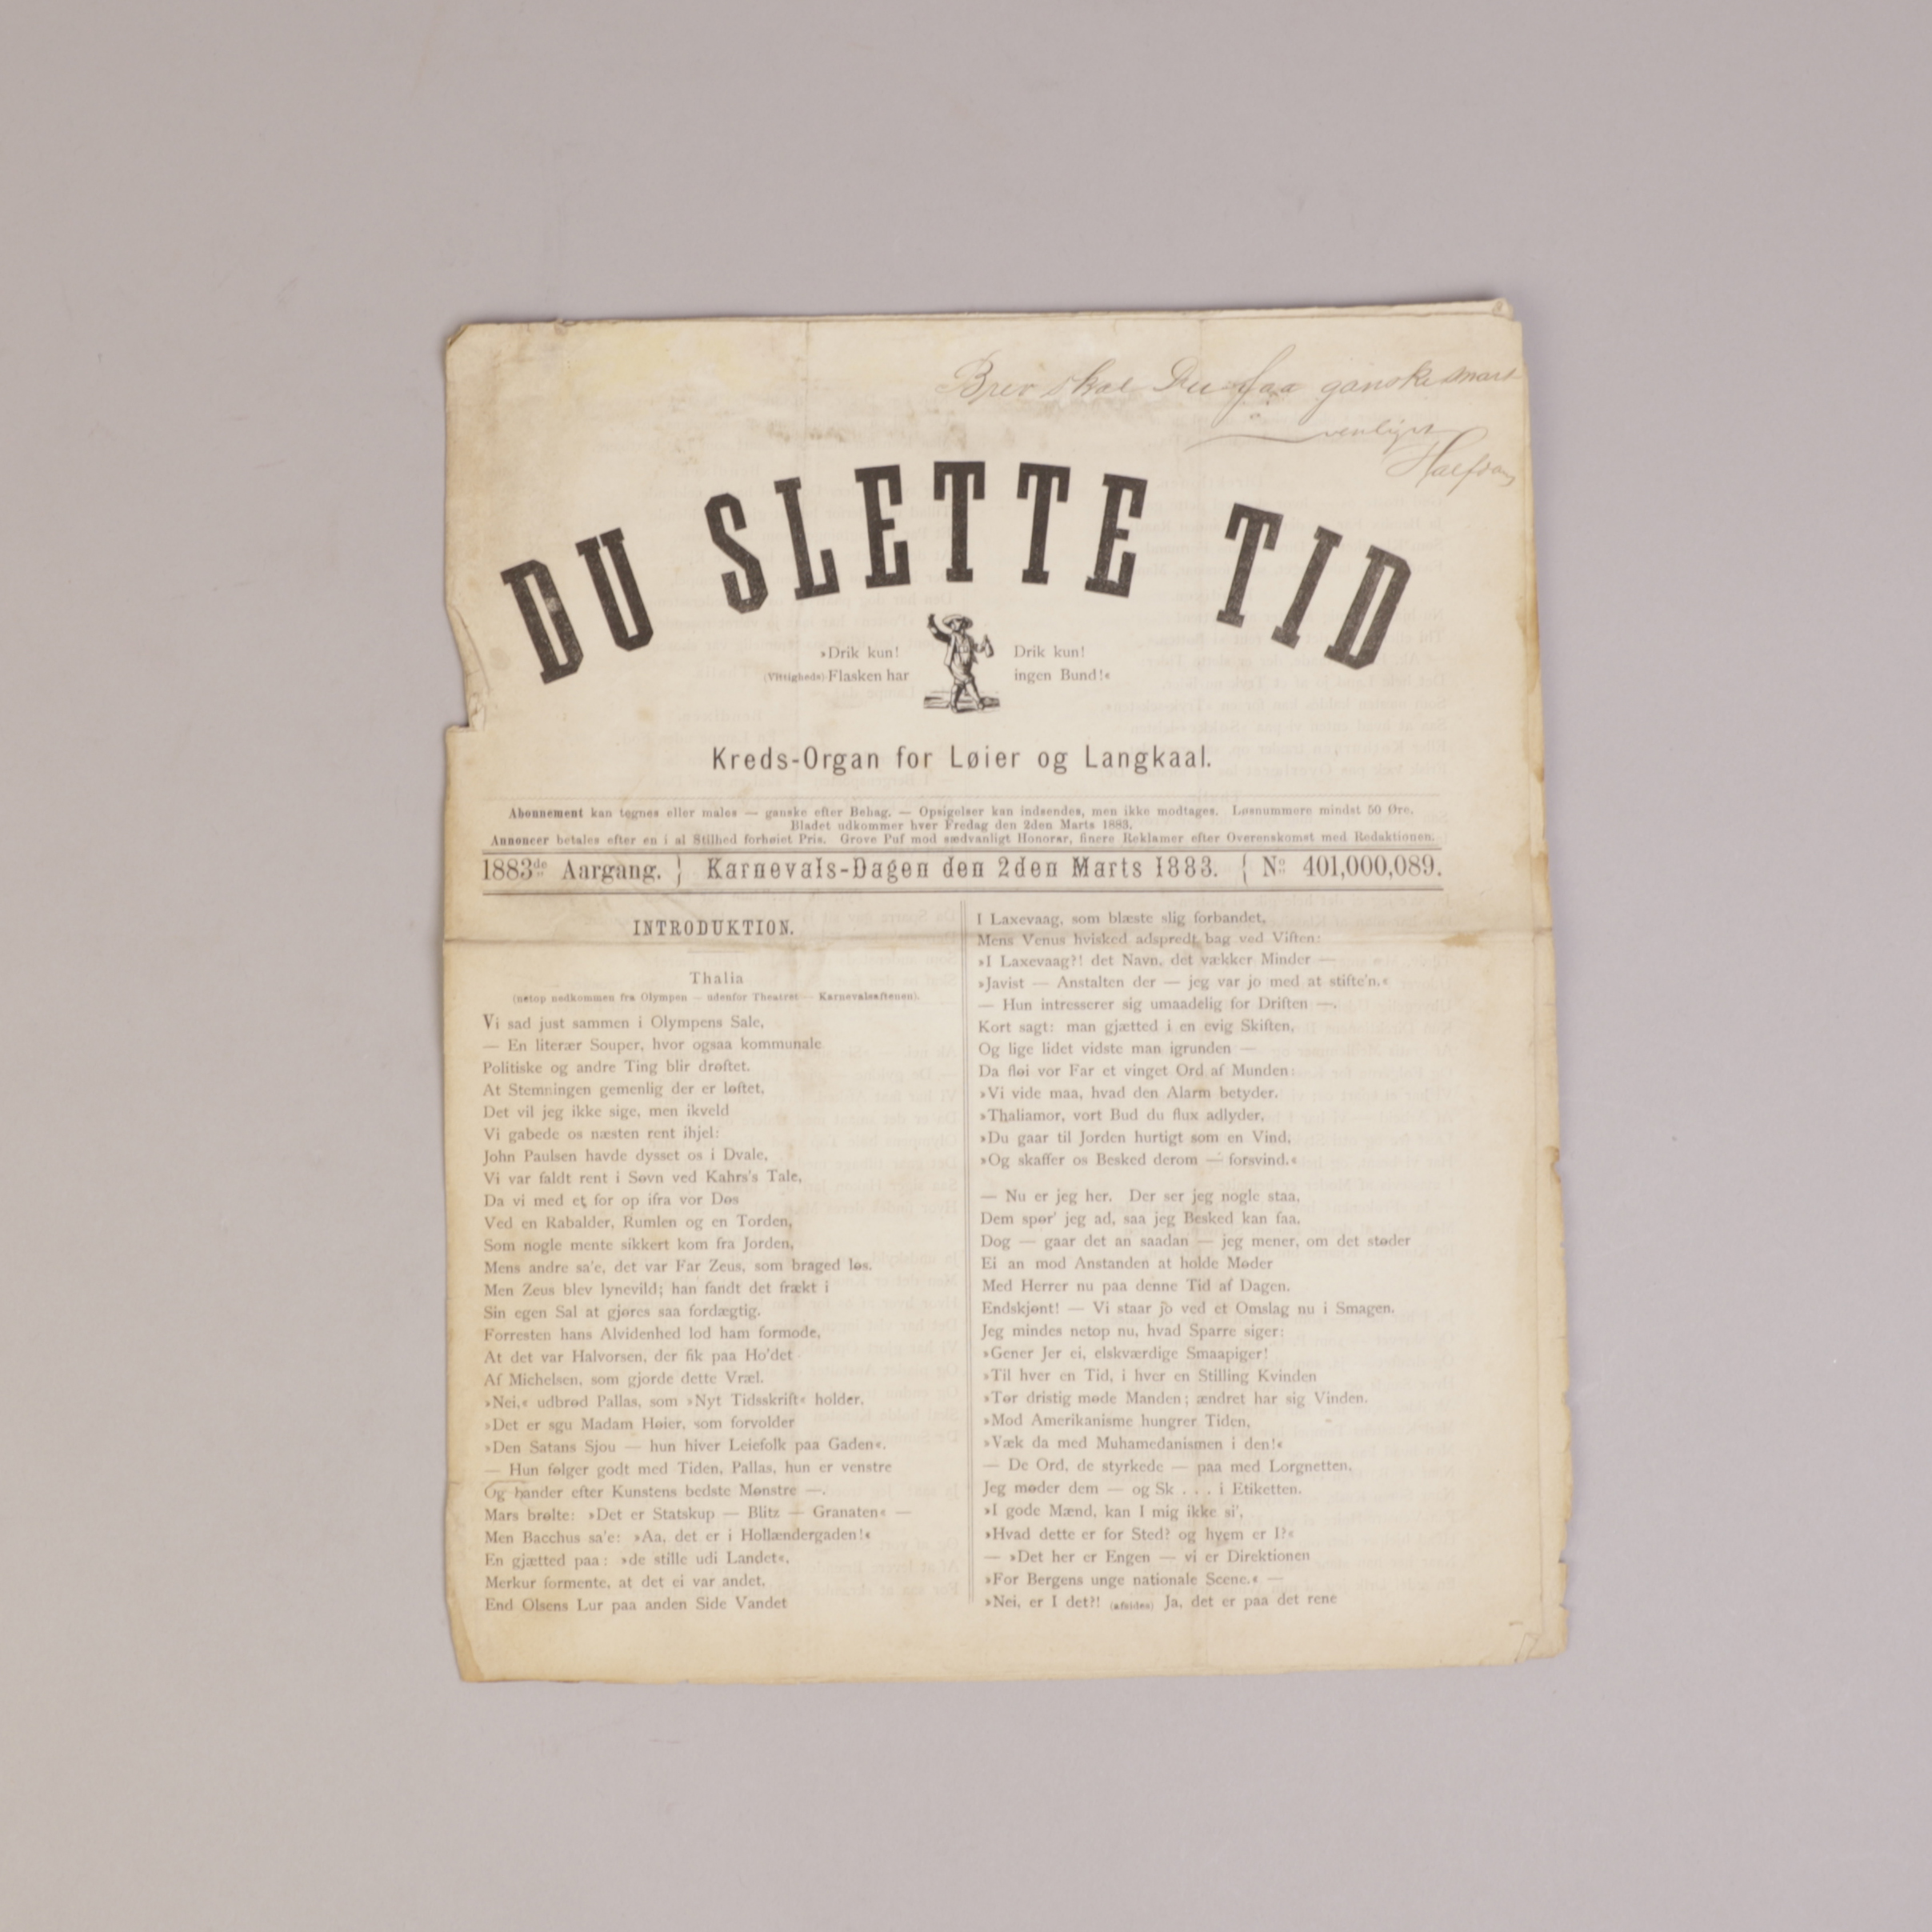 Brev skal Du faa ganske snart
venligst
Halfdan
DU SLETTE TID
»Drik kun! Drik kun!
(Vittigheds) Flasken har ingen Bund!«
Kreds-Organ for Løier og Langkaal.
Abonnement kan tegnes eller males — ganske efter Behag. — Opsigelser kan indsendes, men ikke modtages. Løsnummere mindst 50 Øre.
Bladet udkommer hver Fredag den 2den Marts 1883.
Annoncer betales efter en i al Stilhed forhøiet Pris. Grove Puf mod sædvanligt Honorar, finere Reklamer efter Overenskomst med Redaktionen.
1883de Aargang. Karnevals-Dagen den 2den Marts 1883. No 401,000,089.
INTRODUKTION.
Thalia
(netop nedkommen fra Olympen — udenfor Theatret — Karnevalsaftenen).
Vi sad just sammen i Olympens Sale,
— En literær Souper, hvor ogsaa kommunale
Politiske og andre Ting blir drøftet.
At Stemningen gemenlig der er løftet,
Det vil jeg ikke sige, men ikveld
Vi gabede os næsten rent ihjel:
John Paulsen havde dysset os i Dvale,
Vi var faldt rent i Søvn ved Kahrs's Tale,
Da vi med et for op ifra vor Døs
Ved en Rabalder, Rumlen og en Torden,
Som nogle mente sikkert kom fra Jorden,
Mens andre sa'e, det var Far Zeus, som braged løs.
Men Zeus blev lynevild; han fandt det frækt i
Sin egen Sal at gjøres saa fordægtig.
Forresten hans Alvidenhed lod ham formode,
At det var Halvorsen, der fik paa Ho'det
Af Michelsen, som gjorde dette Vræl.
»Nei,« udbrød Pallas, som »Nyt Tidsskrift« holder,
»Det er sgu Madam Høier, som forvolder
»Den Satans Sjou — hun hiver Leiefolk paa Gaden«.
— Hun følger godt med Tiden, Pallas, hun er venstre
Og hander efter Kunstens bedste Mønstre —.
Mars brølte: »Det er Statskup — Blitz — Granaten« —
Men Bacchus sa'e: »Aa, det er i Hollændergaden!«
En gjætted paa: »de stille udi Landet«,
Merkur formente, at det ei var andet,
End Olsens Lur paa anden Side Vandet
I Laxevaag, som blæste slig forbandet,
Mens Venus hvisked adspredt bag ved Viften:
»I Laxevaag?! det Navn, det vækker Minder —
»Javist — Anstalten der — jeg var jo med at stifte'n.«
— Hun intresserer sig umaadelig for Driften —.
Kort sagt: man gjætted i en evig Skiften,
Og lige lidet vidste man igrunden —
Da fløi vor Far et vinget Ord af Munden:
»Vi vide maa, hvad den Alarm betyder.
»Thaliamor, vort Bud du flux adlyder,
»Du gaar til Jorden hurtigt som en Vind,
»Og skaffer os Besked derom — forsvind.«
— Nu er jeg her. Der ser jeg nogle staa,
Dem spør' jeg ad, saa jeg Besked kan faa,
Dog — gaar det an saadan — jeg mener, om det støder
Ei an mod Anstanden at holde Møder
Med Herrer nu paa denne Tid af Dagen.
Endskjønt! — Vi staar jo ved et Omslag nu i Smagen.
Jeg mindes netop nu, hvad Sparre siger:
»Gener Jer ei, elskværdige Smaapiger!
»Til hver en Tid, i hver en Stilling Kvinden
»Tør dristig møde Manden; ændret har sig Vinden.
»Mod Amerikanisme hungrer Tiden,
»Væk da med Muhamedanismen i den!«
— De Ord, de styrkede — paa med Lorgnetten.
Jeg møder dem — og Sk . . . i Etiketten.
»I gode Mænd, kan I mig ikke si',
»Hvad dette er for Sted? og hvem er I?«
— »Det her er Engen — vi er Direktionen
»For Bergens unge nationale Scene.« —
»Nei, er I det?! (afsides) Ja, det er paa det rene